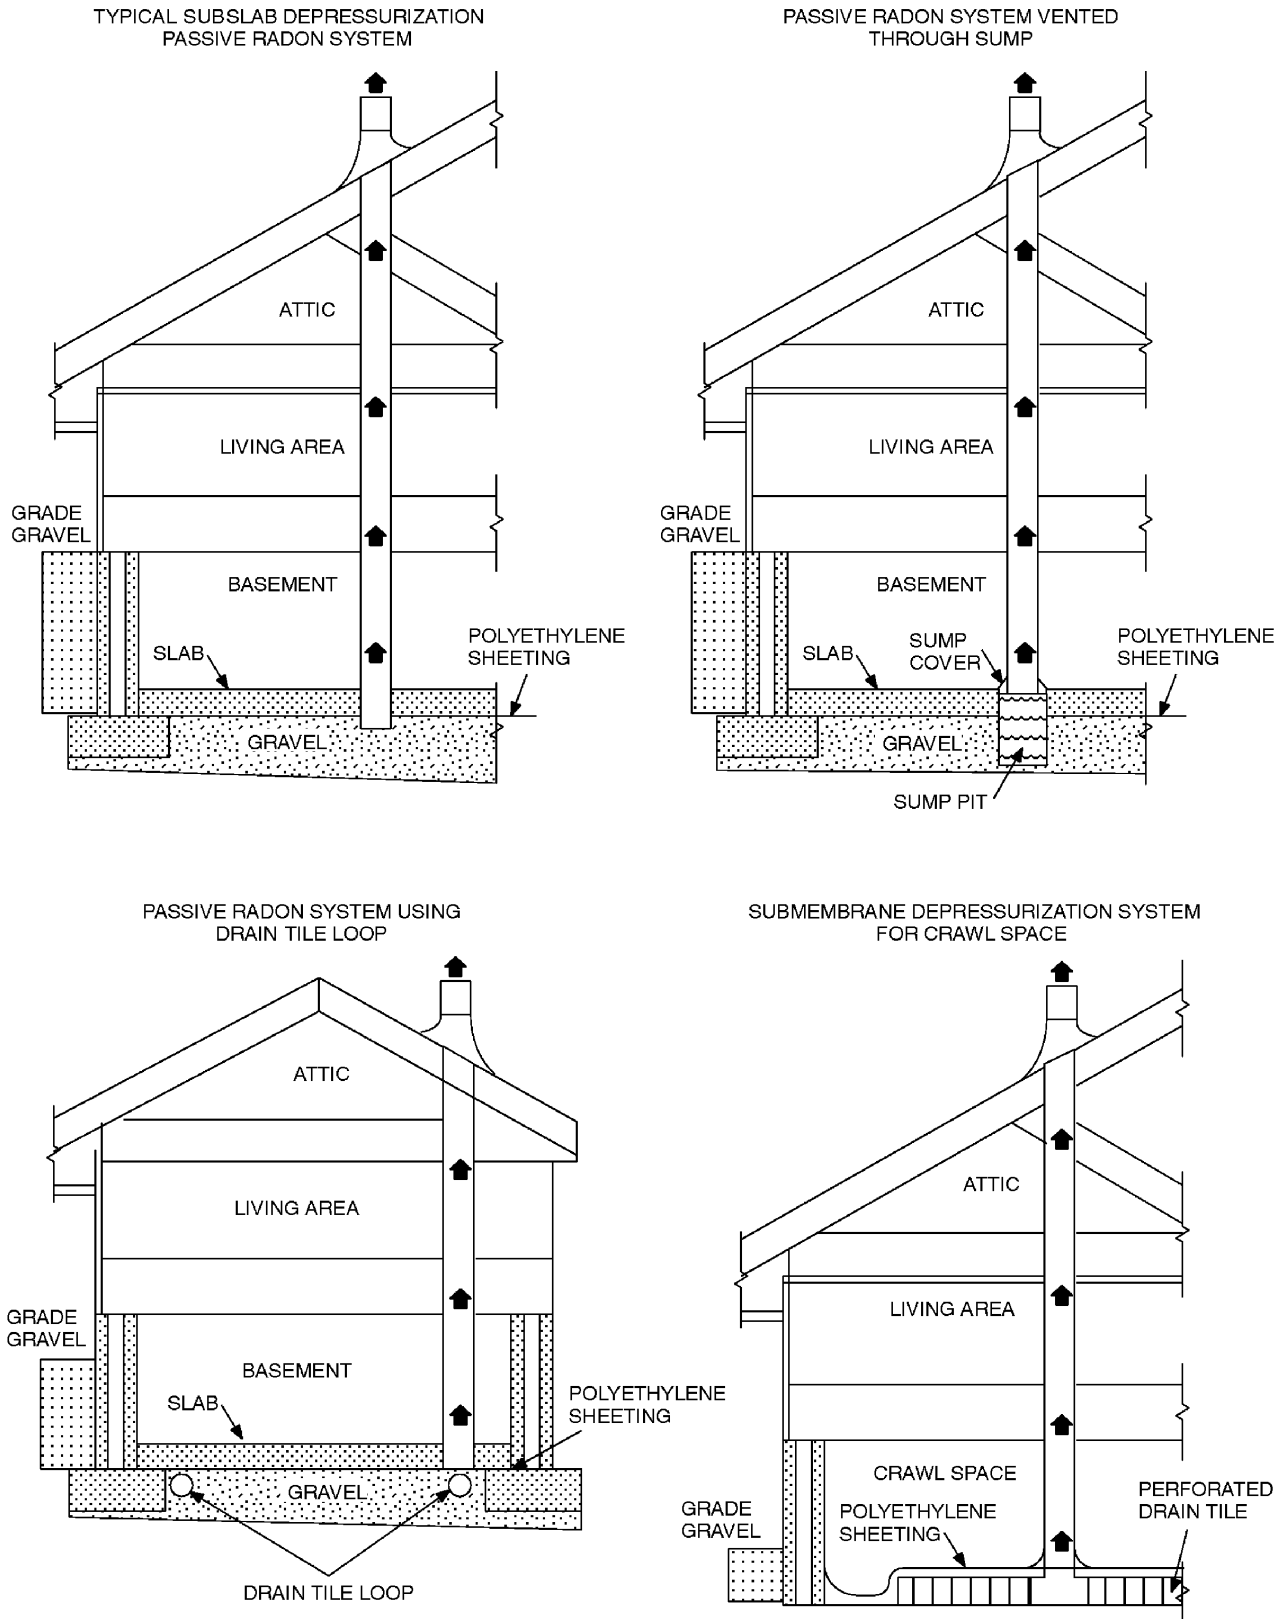 TYPICAL SUBSLAB DEPRESSURIZATION
PASSIVE RADON SYSTEM
ATTIC
LIVING AREA
GRADE
GRAVEL
BASEMENT
SLAB
POLYETHYLENE
SHEETING
GRAVEL
PASSIVE RADON SYSTEM VENTED
THROUGH SUMP
ATTIC
LIVING AREA
GRADE
GRAVEL
BASEMENT
SLAB
SUMP
COVER
POLYETHYLENE
SHEETING
GRAVEL
SUMP PIT
PASSIVE RADON SYSTEM USING
DRAIN TILE LOOP
ATTIC
LIVING AREA
GRADE
GRAVEL
BASEMENT
SLAB
POLYETHYLENE
SHEETING
GRAVEL
DRAIN TILE LOOP
SUBMEMBRANE DEPRESSURIZATION SYSTEM
FOR CRAWL SPACE
ATTIC
LIVING AREA
CRAWL SPACE
GRADE
GRAVEL
POLYETHYLENE
SHEETING
PERFORATED
DRAIN TILE